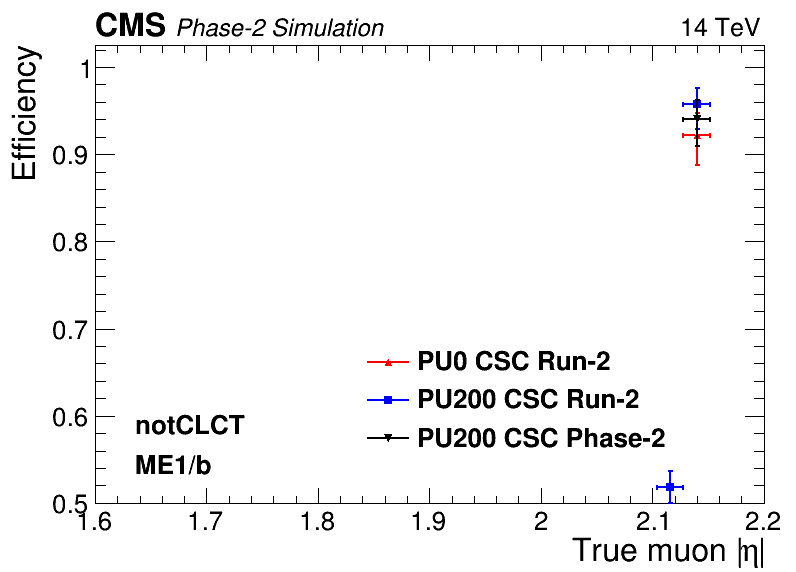 CMS Phase-2 Simulation 14 TeV
Efficiency
1
0.9
0.8
0.7
0.6
0.5
PU0 CSC Run-2
PU200 CSC Run-2
PU200 CSC Phase-2
notCLCT
ME1/b
1.6 1.7 1.8 1.9 2 2.1 2.2
True muon |η|